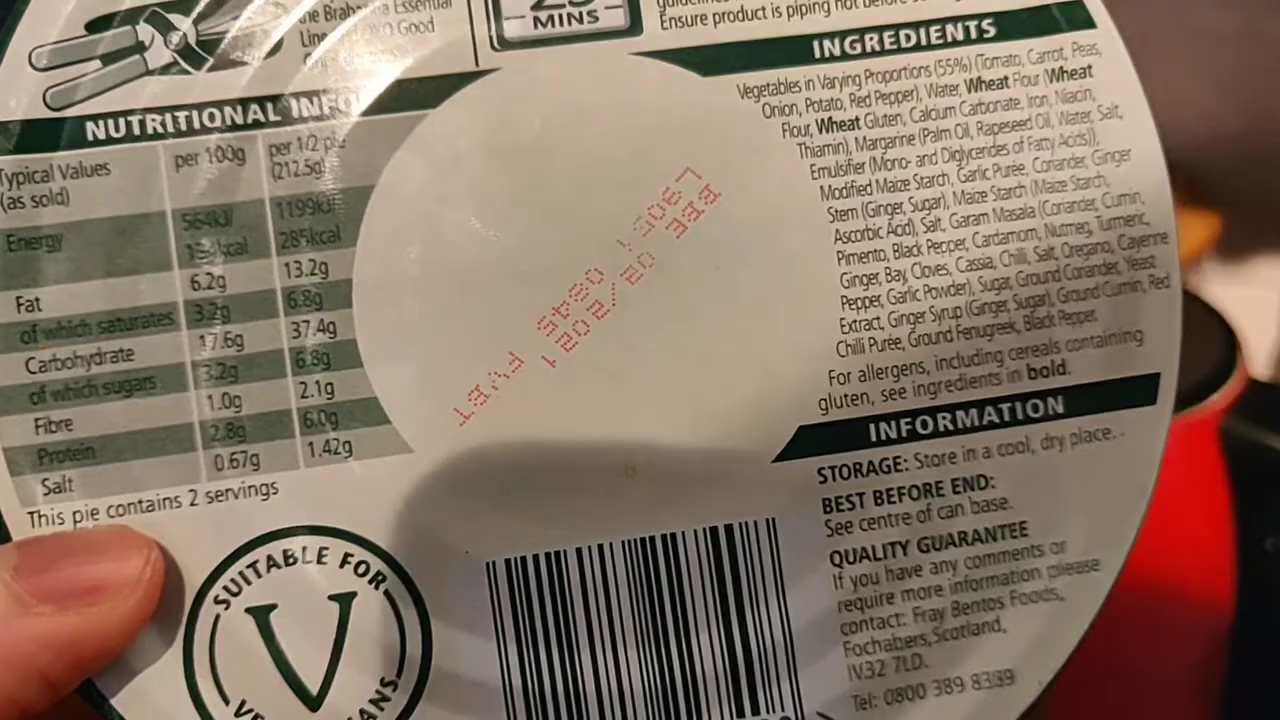 the Brahma Essential
Good
25
MINS
Ensure product is piping hot before
NUTRITIONAL INFO
Typical Values
(as sold)
per 100g
per 1/2 pie
(212.5g)
Energy
564kJ
1199kJ
134kcal
285kcal
Fat
6.2g
13.2g
of which saturates
3.2g
6.8g
Carbohydrate
17.6g
37.4g
of which sugars
3.2g
6.8g
Fibre
1.0g
2.1g
Protein
2.8g
6.0g
Salt
0.67g
1.42g
This pie contains 2 servings
SUITABLE FOR
V
INGREDIENTS
Vegetables in Varying Proportions (55%) (Tomato, Carrot, Peas,
Onion, Potato, Red Pepper), Water, Wheat Flour (Wheat
Flour, Wheat Gluten, Calcium Carbonate, Iron, Niacin,
Thiamin), Margarine (Palm Oil, Rapeseed Oil, Water, Salt,
Emulsifier (Mono- and Diglycerides of Fatty Acids)),
Modified Maize Starch, Garlic Purée, Coriander, Ginger
Stem (Ginger, Sugar), Maize Starch (Maize Starch,
Ascorbic Acid), Salt, Garam Masala (Coriander, Cumin,
Pimento, Black Pepper, Cardamom, Nutmeg, Turmeric,
Ginger, Bay, Cloves, Cassia, Chilli, Salt, Oregano, Cayenne
Pepper, Garlic Powder), Sugar, Ground Coriander, Yeast
Extract, Ginger Syrup (Ginger, Sugar), Ground Cumin, Red
Chilli Purée, Ground Fenugreek, Black Pepper.
For allergens, including cereals containing
gluten, see ingredients in bold.
INFORMATION
STORAGE: Store in a cool, dry place.
BEST BEFORE END:
See centre of can base.
QUALITY GUARANTEE
If you have any comments or
require more information please
contact: Fray Bentos Foods,
Fochabers, Scotland,
IV32 7LD.
Tel: 0800 389 8339